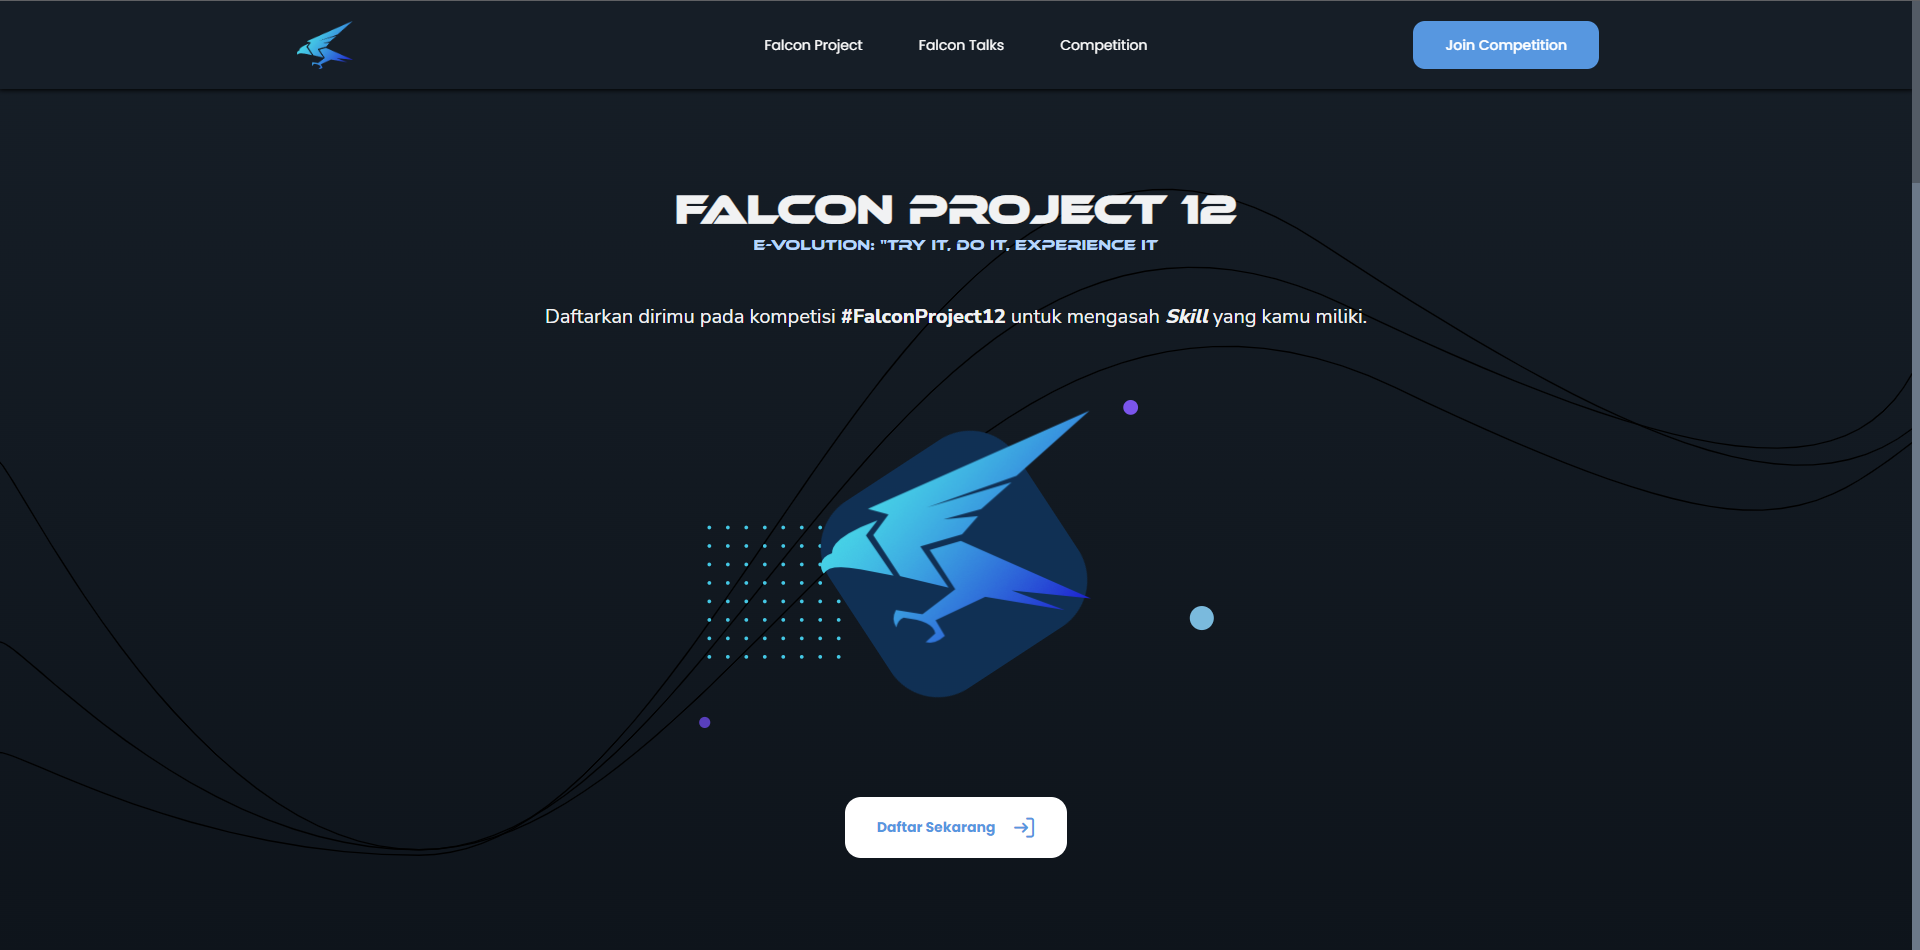 Falcon Project Falcon Talks Competition Join Competition
FALCON PROJECT 12
E-VOLUTION: "TRY IT, DO IT, EXPERIENCE IT
Daftarkan dirimu pada kompetisi #FalconProject12 untuk mengasah Skill yang kamu miliki.
Daftar Sekarang